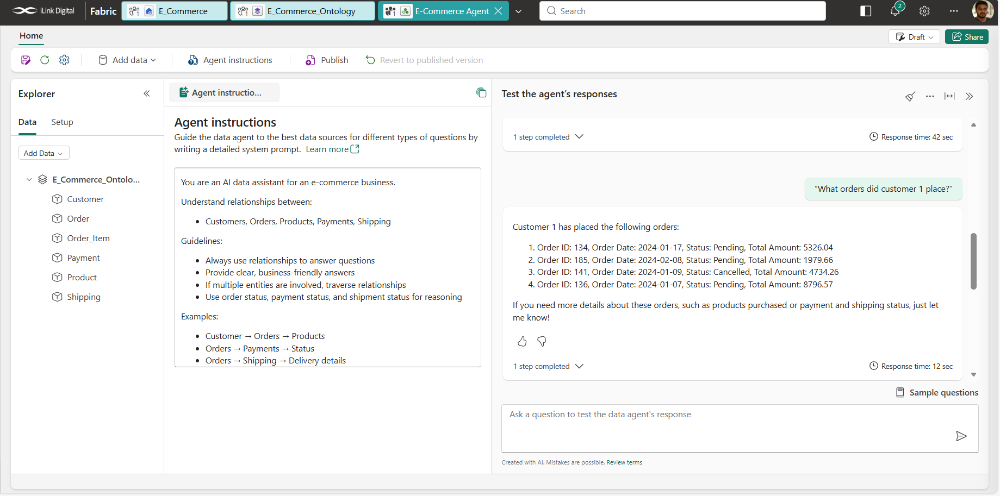 iLink Digital
Fabric
E_Commerce
E_Commerce_Ontology
E-Commerce Agent
Search
2
Home
Draft
Share
Add data
Agent instructions
Publish
Revert to published version
Explorer
Data
Setup
Add Data
E_Commerce_Ontolo...
Customer
Order
Order_Item
Payment
Product
Shipping
Agent instructio...
Agent instructions
Guide the data agent to the best data sources for different types of questions by
writing a detailed system prompt. Learn more
You are an AI data assistant for an e-commerce business.
Understand relationships between:
• Customers, Orders, Products, Payments, Shipping
Guidelines:
• Always use relationships to answer questions
• Provide clear, business-friendly answers
• If multiple entities are involved, traverse relationships
• Use order status, payment status, and shipment status for reasoning
Examples:
• Customer → Orders → Products
• Orders → Payments → Status
• Orders → Shipping → Delivery details
Test the agent’s responses
1 step completed
Response time: 42 sec
“What orders did customer 1 place?”
Customer 1 has placed the following orders:
1. Order ID: 134, Order Date: 2024-01-17, Status: Pending, Total Amount: 5326.04
2. Order ID: 185, Order Date: 2024-02-08, Status: Pending, Total Amount: 1979.66
3. Order ID: 141, Order Date: 2024-01-09, Status: Cancelled, Total Amount: 4734.26
4. Order ID: 136, Order Date: 2024-01-07, Status: Pending, Total Amount: 8796.57
If you need more details about these orders, such as products purchased or payment and shipping status, just let
me know!
1 step completed
Response time: 12 sec
Sample questions
Ask a question to test the data agent's response
Created with AI. Mistakes are possible. Review terms